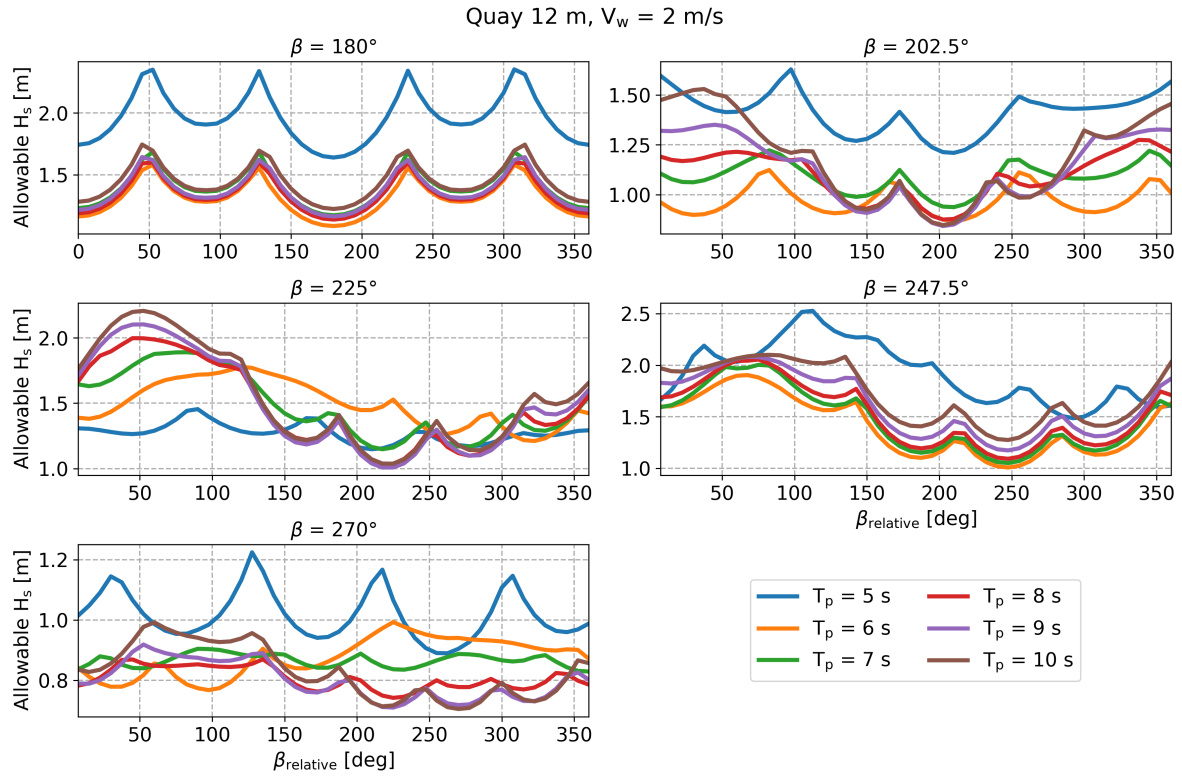 Quay 12 m, V_w = 2 m/s
β = 180°
Allowable H_s [m]
2.0
1.5
0 50 100 150 200 250 300 350
β = 202.5°
1.50
1.25
1.00
50 100 150 200 250 300 350
β = 225°
Allowable H_s [m]
2.0
1.5
1.0
50 100 150 200 250 300 350
β = 247.5°
2.5
2.0
1.5
1.0
50 100 150 200 250 300 350
β_relative [deg]
β = 270°
Allowable H_s [m]
1.2
1.0
0.8
50 100 150 200 250 300 350
β_relative [deg]
T_p = 5 s
T_p = 6 s
T_p = 7 s
T_p = 8 s
T_p = 9 s
T_p = 10 s